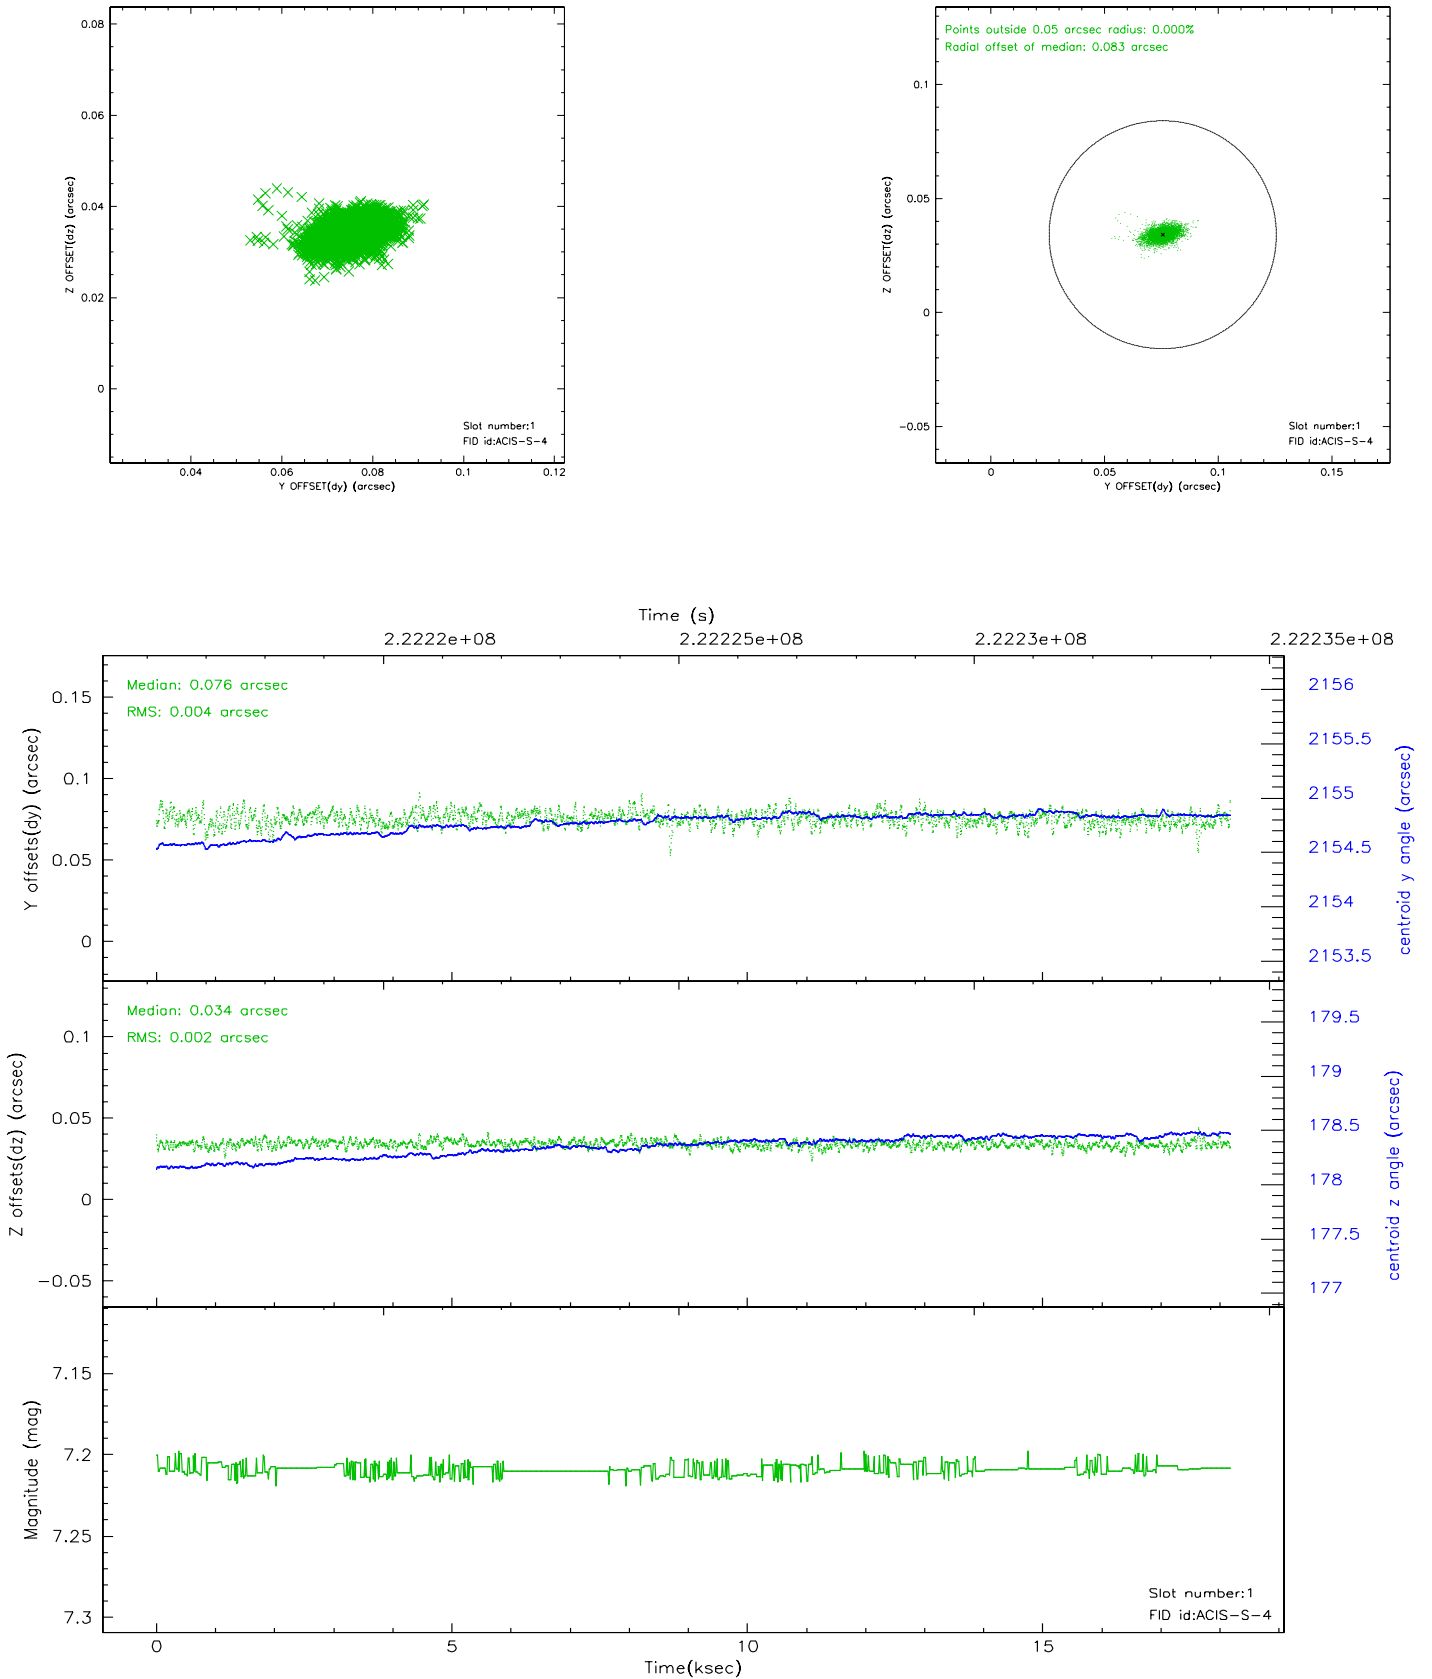 0.08
0.06
0.04
0.02
0
Z OFFSET(dz) (arcsec)
Slot number:1
FID id:ACIS-S-4
0.04 0.06 0.08 0.1 0.12
Y OFFSET(dy) (arcsec)
Points outside 0.05 arcsec radius: 0.000%
Radial offset of median: 0.083 arcsec
0.1
0.05
0
-0.05
Z OFFSET(dz) (arcsec)
Slot number:1
FID id:ACIS-S-4
0 0.05 0.1 0.15
Y OFFSET(dy) (arcsec)
Time (s)
2.22222e+08 2.222225e+08 2.22223e+08 2.222235e+08
Median: 0.076 arcsec
RMS: 0.004 arcsec
0.15
0.1
0.05
0
Y offsets(dy) (arcsec)
2156
2155.5
2155
2154.5
2154
2153.5
centroid y angle (arcsec)
Median: 0.034 arcsec
RMS: 0.002 arcsec
0.1
0.05
0
-0.05
Z offsets(dz) (arcsec)
179.5
179
178.5
178
177.5
177
centroid z angle (arcsec)
7.15
7.2
7.25
7.3
Magnitude (mag)
Slot number:1
FID id:ACIS-S-4
0 5 10 15
Time(ksec)